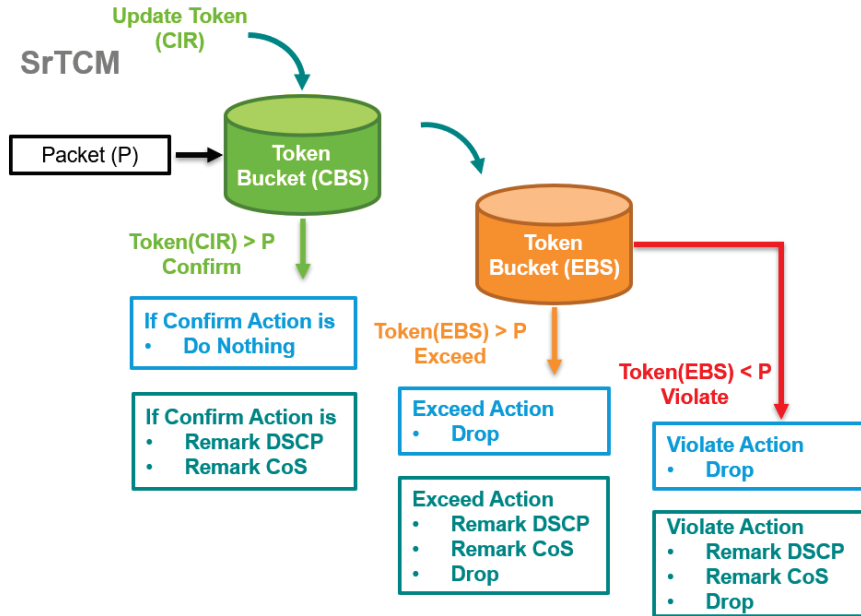 Update Token
(CIR)
SrTCM
Packet (P)
Token
Bucket (CBS)
Token(CIR) > P
Confirm
Token
Bucket (EBS)
If Confirm Action is
• Do Nothing
Token(EBS) > P
Exceed
Token(EBS) < P
Violate
If Confirm Action is
• Remark DSCP
• Remark CoS
Exceed Action
• Drop
Violate Action
• Drop
Exceed Action
• Remark DSCP
• Remark CoS
• Drop
Violate Action
• Remark DSCP
• Remark CoS
• Drop